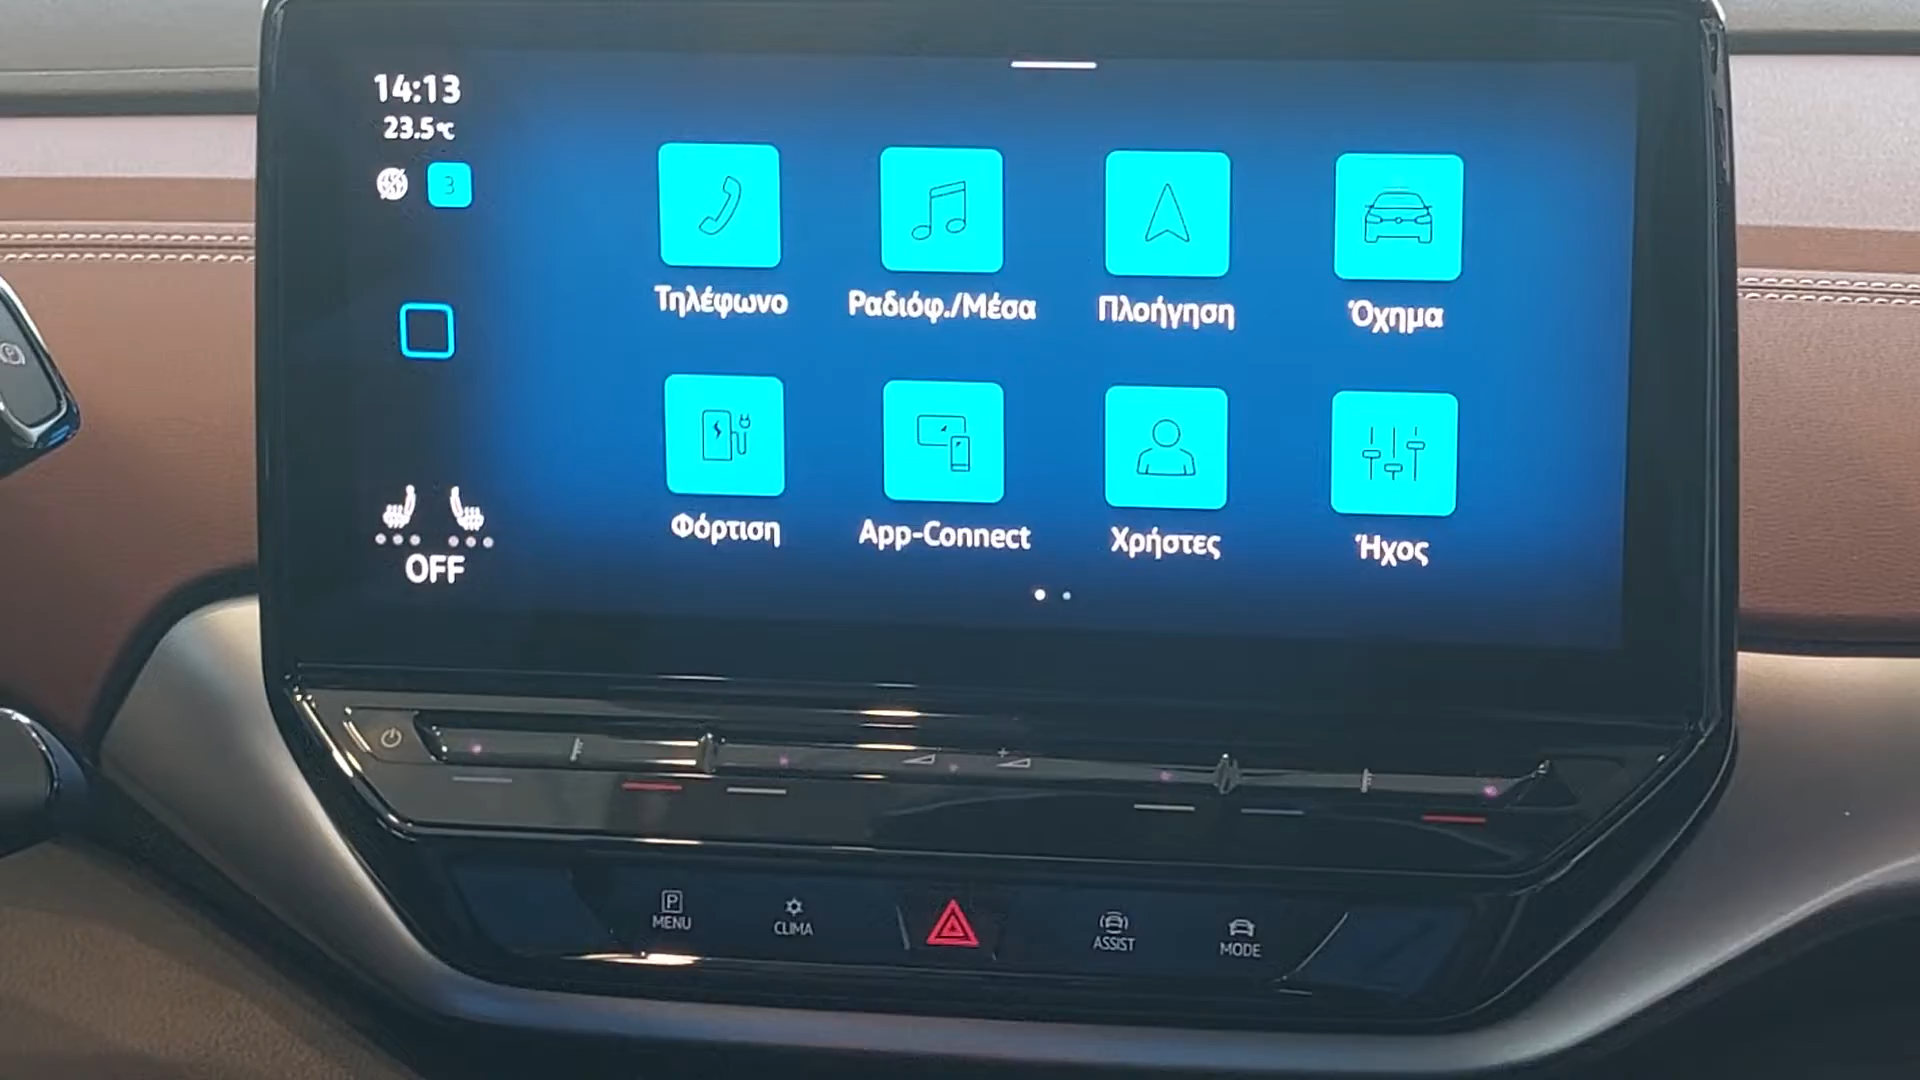 14:13
23.5°C
3
Τηλέφωνο
Ραδιόφ./Μέσα
Πλοήγηση
Όχημα
Φόρτιση
App-Connect
Χρήστες
Ήχος
OFF
P
MENU
CLIMA
ASSIST
MODE